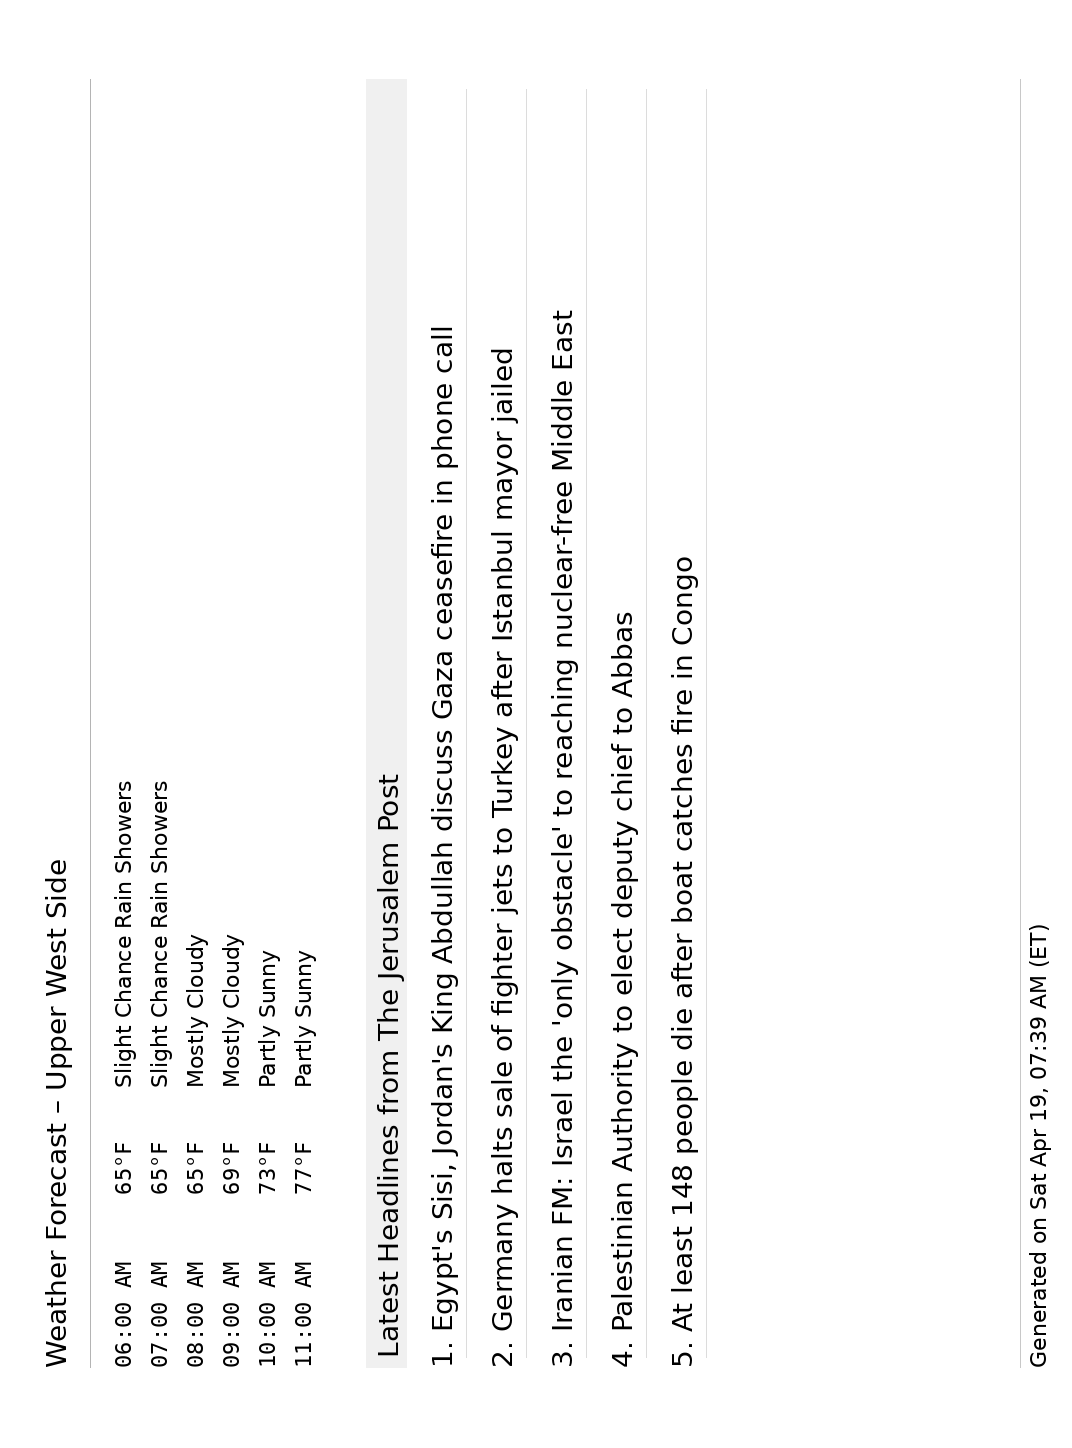 Weather Forecast – Upper West Side
06:00 AM 65°F Slight Chance Rain Showers
07:00 AM 65°F Slight Chance Rain Showers
08:00 AM 65°F Mostly Cloudy
09:00 AM 69°F Mostly Cloudy
10:00 AM 73°F Partly Sunny
11:00 AM 77°F Partly Sunny
Latest Headlines from The Jerusalem Post
1. Egypt's Sisi, Jordan's King Abdullah discuss Gaza ceasefire in phone call
2. Germany halts sale of fighter jets to Turkey after Istanbul mayor jailed
3. Iranian FM: Israel the 'only obstacle' to reaching nuclear-free Middle East
4. Palestinian Authority to elect deputy chief to Abbas
5. At least 148 people die after boat catches fire in Congo
Generated on Sat Apr 19, 07:39 AM (ET)